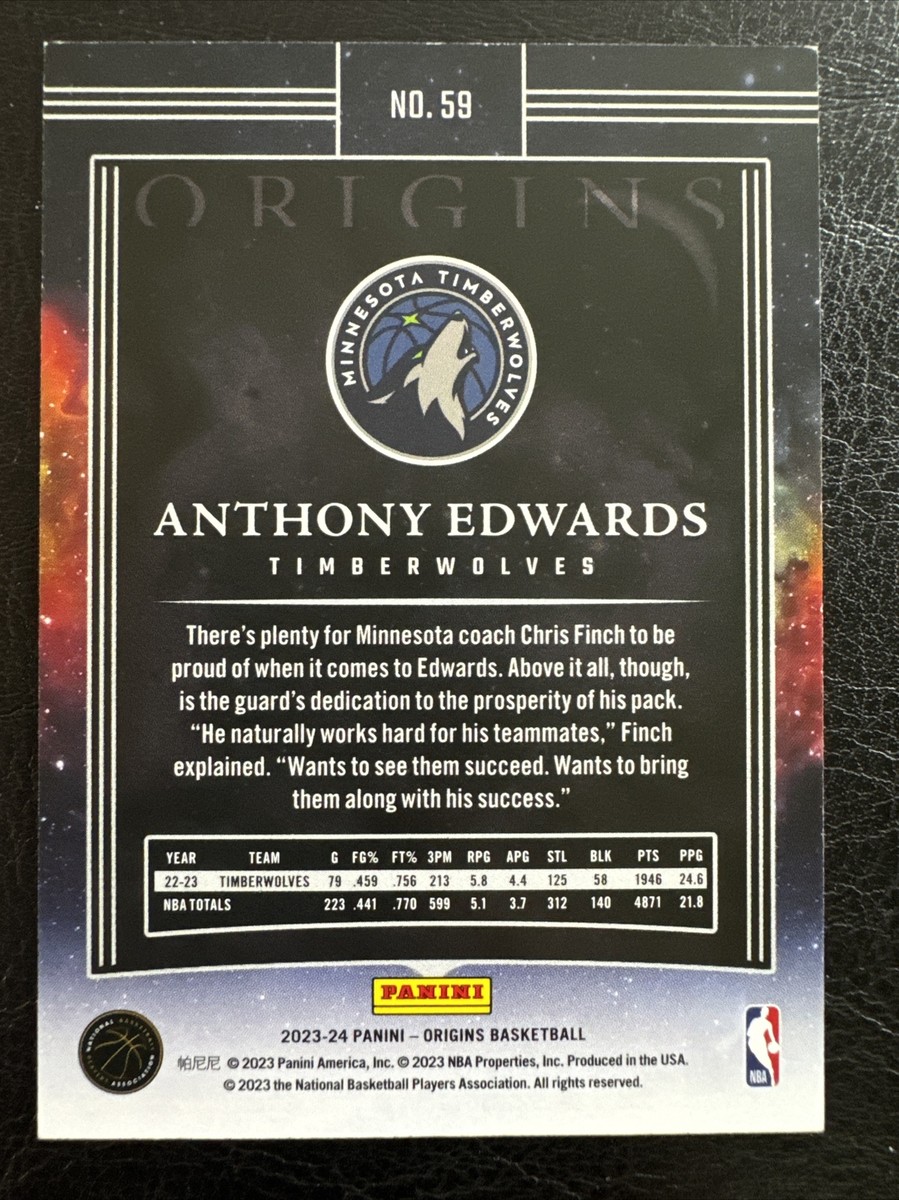 NO. 59
ORIGINS
MINNESOTA TIMBERWOLVES
ANTHONY EDWARDS
TIMBERWOLVES
There's plenty for Minnesota coach Chris Finch to be
proud of when it comes to Edwards. Above it all, though,
is the guard's dedication to the prosperity of his pack.
“He naturally works hard for his teammates,” Finch
explained. “Wants to see them succeed. Wants to bring
them along with his success.”
YEAR TEAM G FG% FT% 3PM RPG APG STL BLK PTS PPG
22-23 TIMBERWOLVES 79 .459 .756 213 5.8 4.4 125 58 1946 24.6
NBA TOTALS 223 .441 .770 599 5.1 3.7 312 140 4871 21.8
PANINI
2023-24 PANINI – ORIGINS BASKETBALL
帕尼尼 © 2023 Panini America, Inc. © 2023 NBA Properties, Inc. Produced in the USA.
© 2023 the National Basketball Players Association. All rights reserved.
NATIONAL BASKETBALL PLAYERS ASSOCIATION
NBA